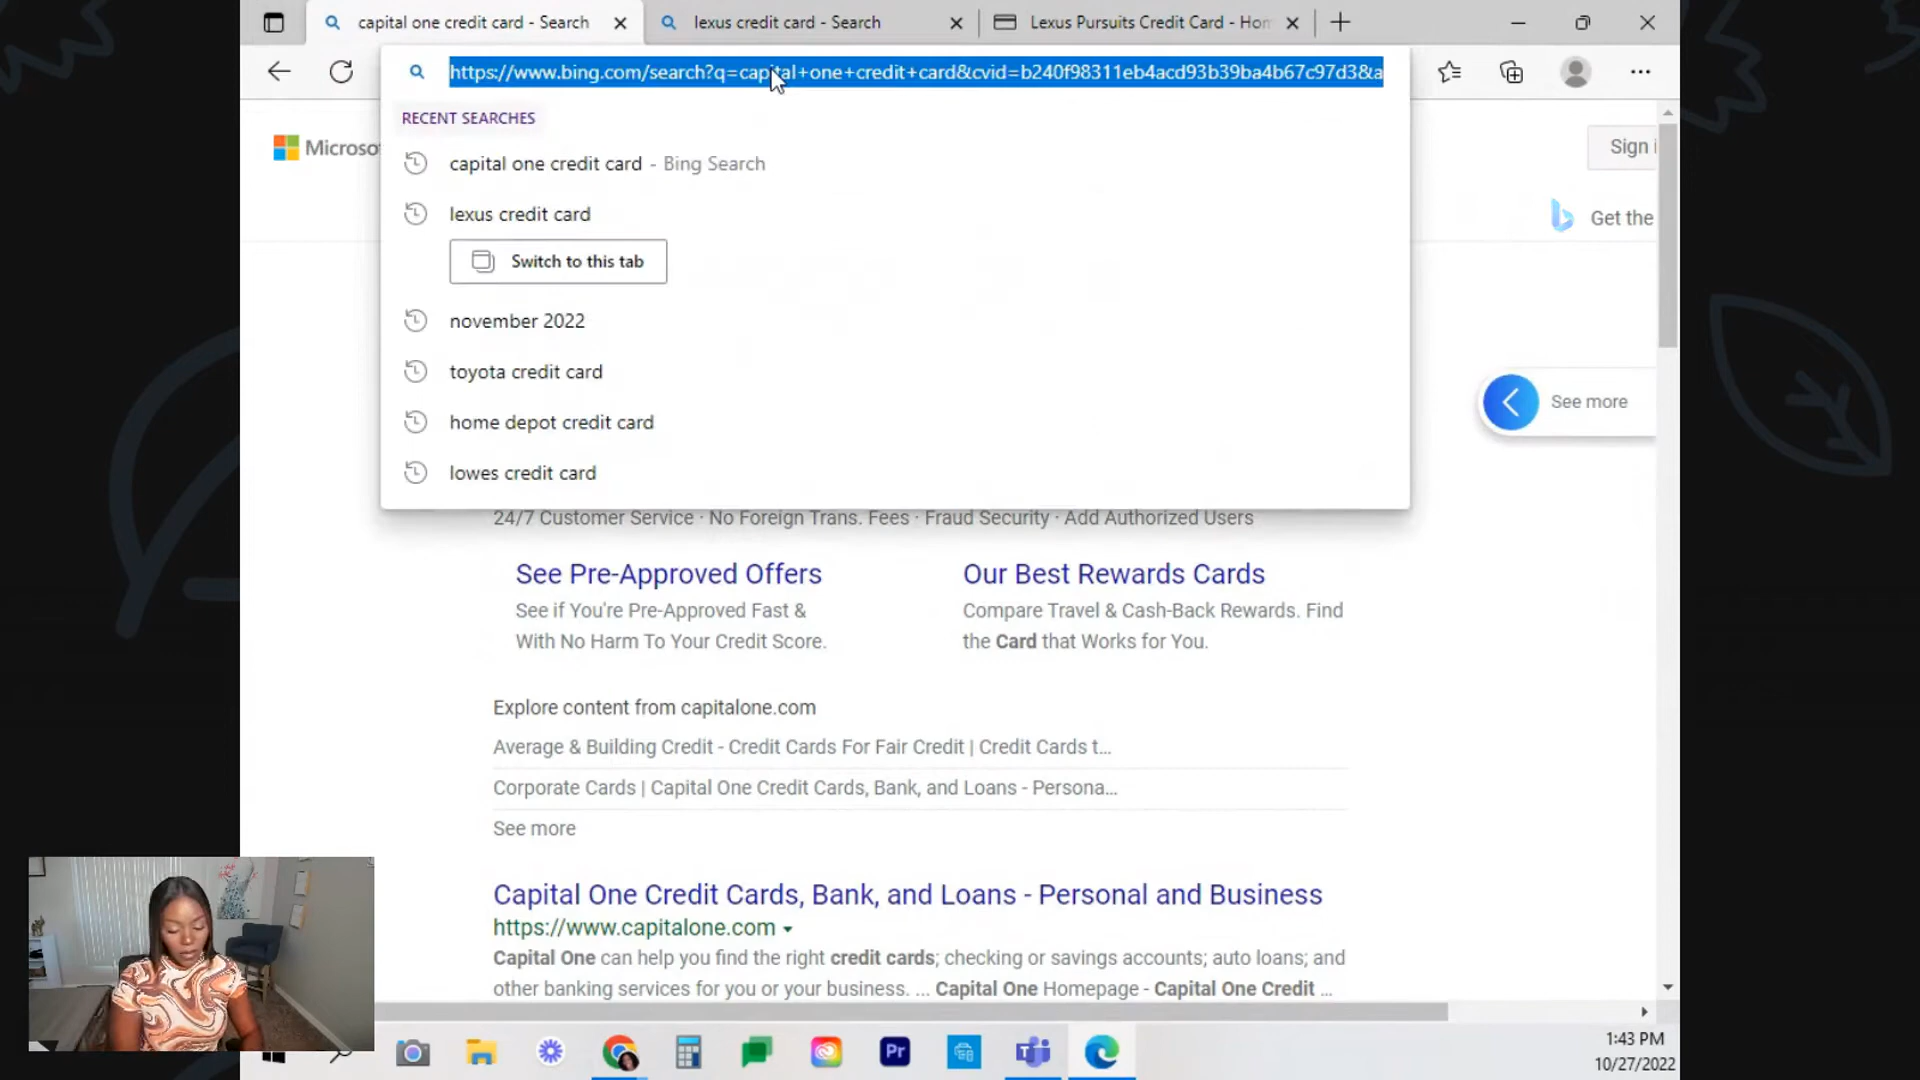 capital one credit card - Search
lexus credit card - Search
Lexus Pursuits Credit Card - Hom
https://www.bing.com/search?q=capital+one+credit+card&cvid=b240f98311eb4acd93b39ba4b67c97d3&a
RECENT SEARCHES
Microso
Sign i
capital one credit card - Bing Search
lexus credit card
Get the
Switch to this tab
november 2022
toyota credit card
See more
home depot credit card
lowes credit card
24/7 Customer Service · No Foreign Trans. Fees · Fraud Security · Add Authorized Users
See Pre-Approved Offers
See if You're Pre-Approved Fast &
With No Harm To Your Credit Score.
Our Best Rewards Cards
Compare Travel & Cash-Back Rewards. Find
the Card that Works for You.
Explore content from capitalone.com
Average & Building Credit - Credit Cards For Fair Credit | Credit Cards t...
Corporate Cards | Capital One Credit Cards, Bank, and Loans - Persona...
See more
Capital One Credit Cards, Bank, and Loans - Personal and Business
https://www.capitalone.com
Capital One can help you find the right credit cards; checking or savings accounts; auto loans; and
other banking services for you or your business. ... Capital One Homepage - Capital One Credit ...
Pr
1:43 PM
10/27/2022